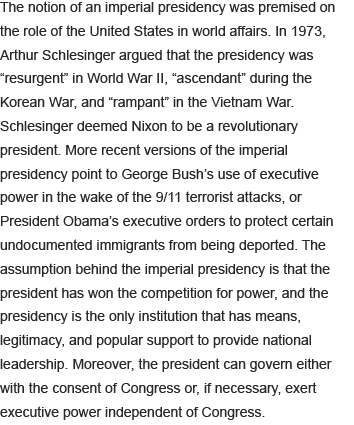 The notion of an imperial presidency was premised on
the role of the United States in world affairs. In 1973,
Arthur Schlesinger argued that the presidency was
“resurgent” in World War II, “ascendant” during the
Korean War, and “rampant” in the Vietnam War.
Schlesinger deemed Nixon to be a revolutionary
president. More recent versions of the imperial
presidency point to George Bush’s use of executive
power in the wake of the 9/11 terrorist attacks, or
President Obama’s executive orders to protect certain
undocumented immigrants from being deported. The
assumption behind the imperial presidency is that the
president has won the competition for power, and the
presidency is the only institution that has means,
legitimacy, and popular support to provide national
leadership. Moreover, the president can govern either
with the consent of Congress or, if necessary, exert
executive power independent of Congress.